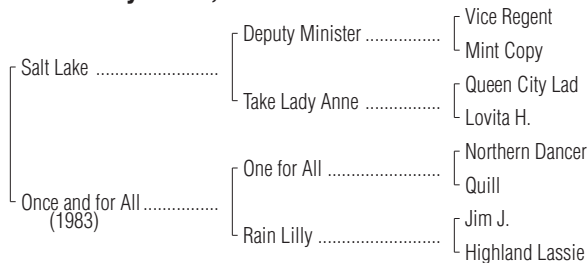 Vice Regent
Deputy Minister ................
Mint Copy
Salt Lake ..........................
Queen City Lad
Take Lady Anne ................
Lovita H.
Northern Dancer
One for All ........................
Quill
Once and for All ................
(1983)
Jim J.
Rain Lilly ..........................
Highland Lassie